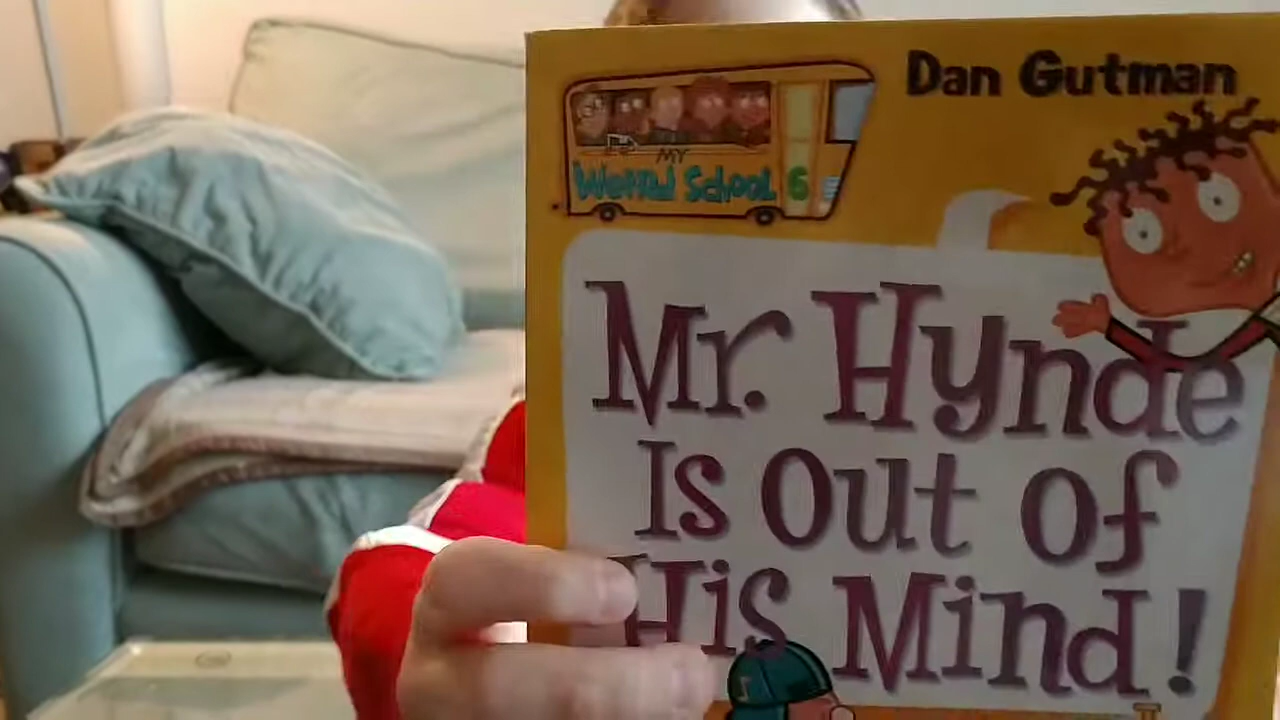 Dan Gutman
MY
Weird School 6
Mr. Hynde
Is Out Of
His Mind!